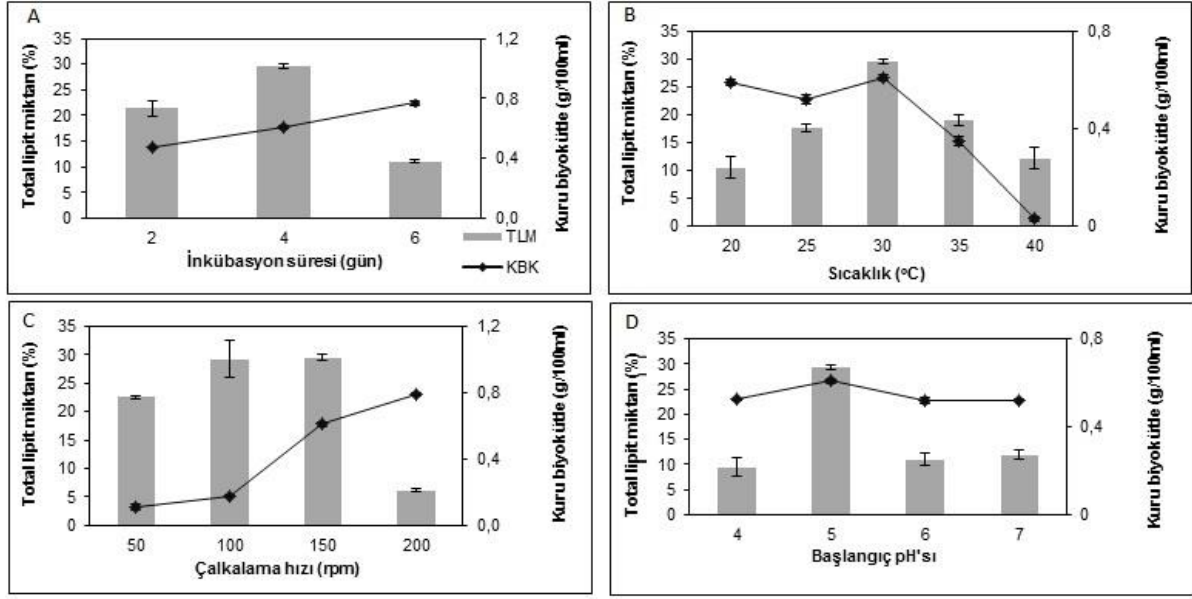 A
Total lipit miktarı (%)
35
30
25
20
15
10
5
0
1,2
0,8
0,4
0,0
Kuru biyokütle (g/100ml)
2 4 6
İnkübasyon süresi (gün)
TLM
KBK
B
Total lipit miktarı (%)
35
30
25
20
15
10
5
0
0,8
0,4
0
Kuru biyokütle (g/100ml)
20 25 30 35 40
Sıcaklık (°C)
C
Total lipit miktarı (%)
35
30
25
20
15
10
5
0
1,2
0,8
0,4
0,0
Kuru biyokütle (g/100ml)
50 100 150 200
Çalkalama hızı (rpm)
D
Total lipit miktarı (%)
35
30
25
20
15
10
5
0
0,8
0,4
0
Kuru biyokütle (g/100ml)
4 5 6 7
Başlangıç pH'sı